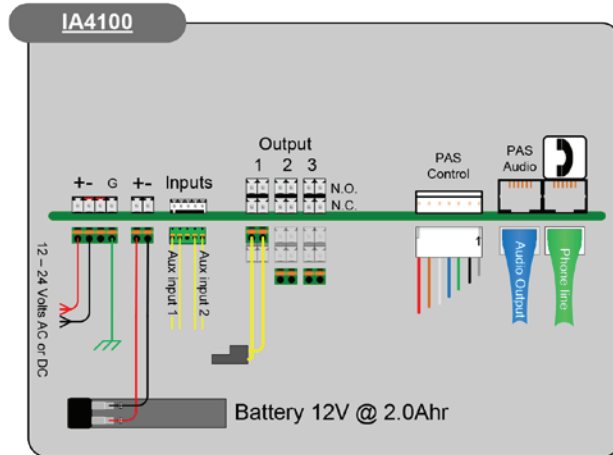 IA4100
Output
1 2 3
+- G +- Inputs
N.O.
N.C.
PAS
Control
PAS
Audio
12 – 24 Volts AC or DC
Aux input 1
Aux input 2
1
Audio Output
Phone line
Battery 12V @ 2.0Ahr